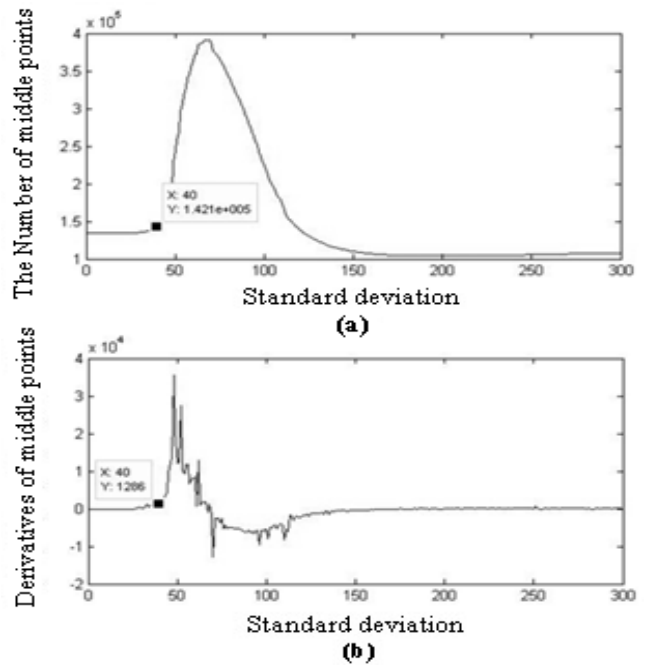 x 10^5
4
3.5
3
2.5
2
1.5
1
The Number of middle points
X: 40
Y: 1.421e+005
0 50 100 150 200 250 300
Standard deviation
(a)
x 10^4
4
3
2
1
0
-1
-2
Derivatives of middle points
X: 40
Y: 1286
0 50 100 150 200 250 300
Standard deviation
(b)